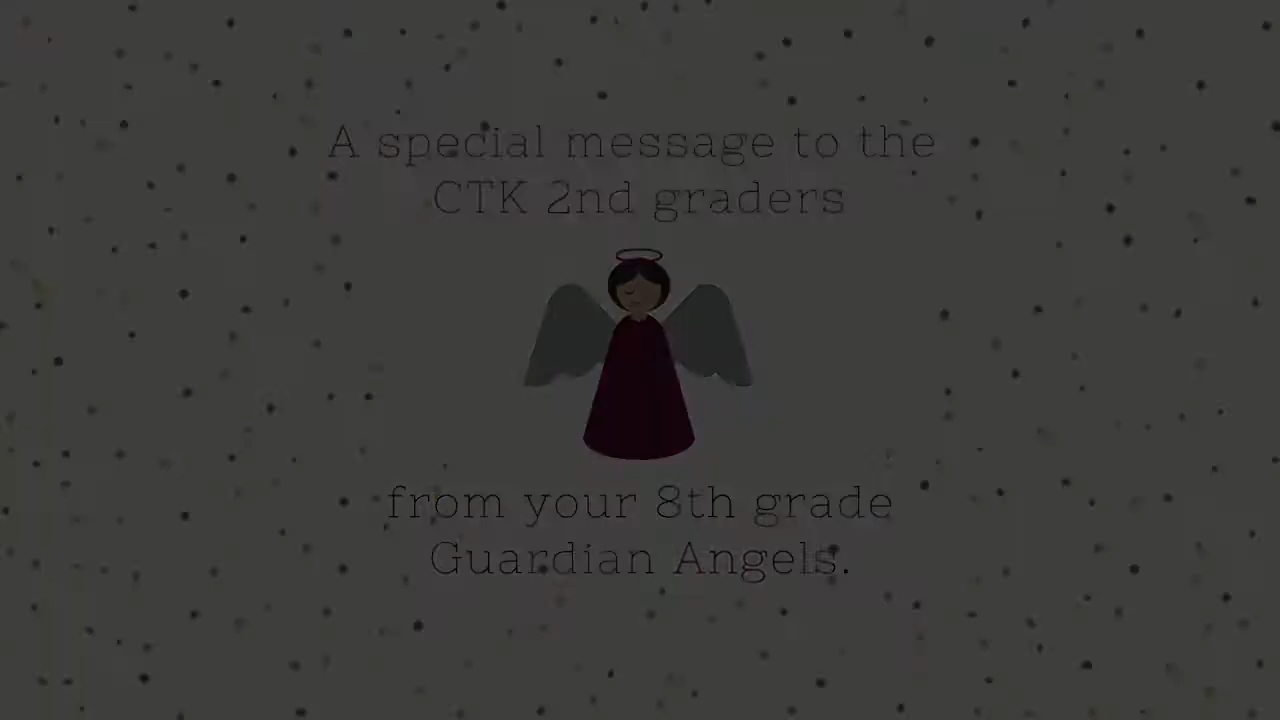 A special message to the
CTK 2nd graders
from your 8th grade
Guardian Angels.